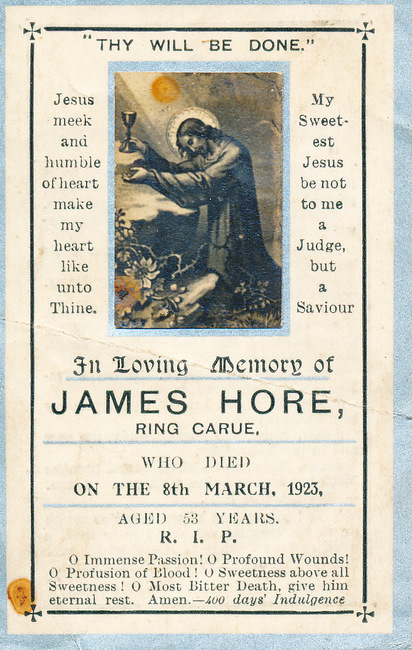 "THY WILL BE DONE."
Jesus
meek
and
humble
of heart
make
my
heart
like
unto
Thine.
My
Sweet-
est
Jesus
be not
to me
a
Judge,
but
a
Saviour
In Loving Memory of
JAMES HORE,
RING CARUE,
WHO DIED
ON THE 8th MARCH, 1923,
AGED 53 YEARS.
R. I. P.
O Immense Passion! O Profound Wounds!
O Profusion of Blood! O Sweetness above all
Sweetness! O Most Bitter Death, give him
eternal rest. Amen.—400 days' Indulgence